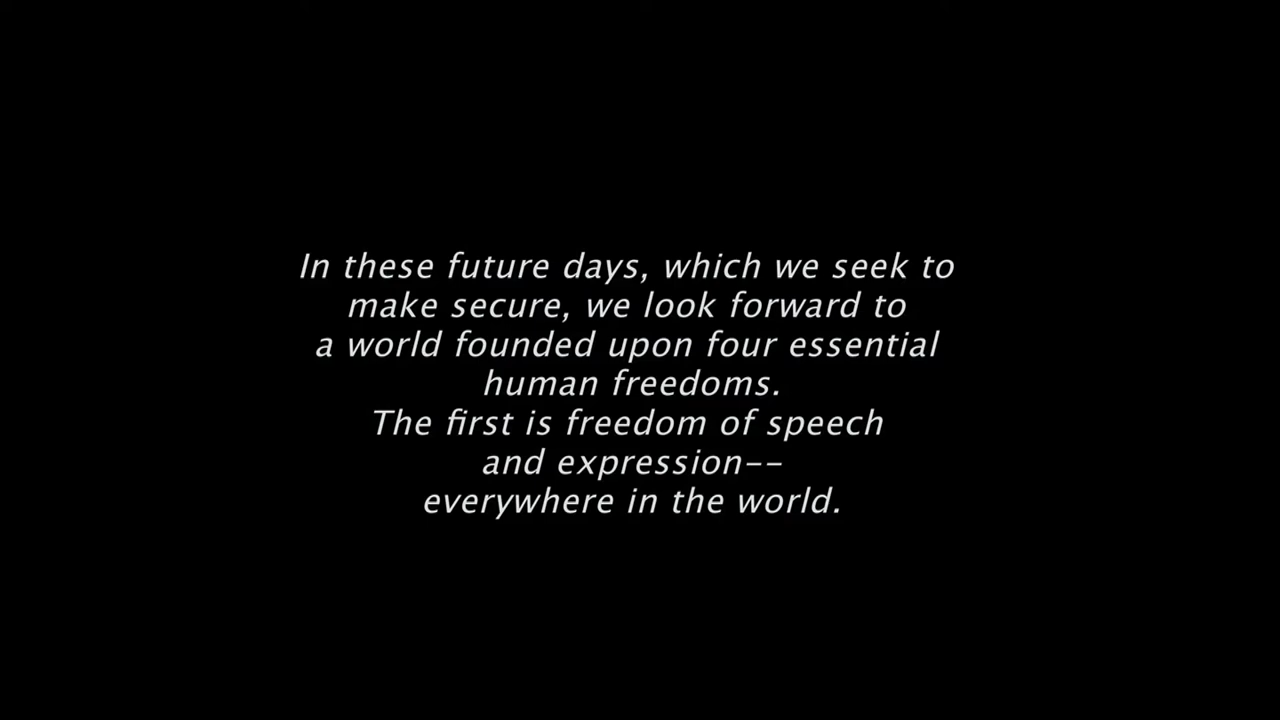 In these future days, which we seek to
make secure, we look forward to
a world founded upon four essential
human freedoms.
The first is freedom of speech
and expression--
everywhere in the world.